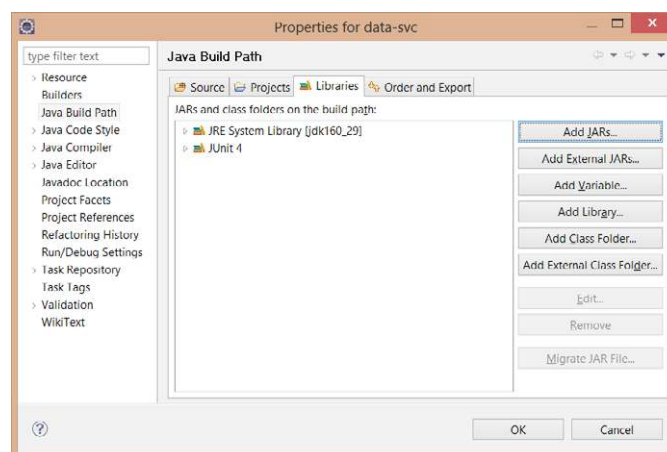 Properties for data-svc
type filter text
Resource
Builders
Java Build Path
Java Code Style
Java Compiler
Java Editor
Javadoc Location
Project Facets
Project References
Refactoring History
Run/Debug Settings
Task Repository
Task Tags
Validation
WikiText
Java Build Path
Source Projects Libraries Order and Export
JARs and class folders on the build path:
JRE System Library [jdk160_29]
JUnit 4
Add JARs...
Add External JARs...
Add Variable...
Add Library...
Add Class Folder...
Add External Class Folder...
Edit...
Remove
Migrate JAR File...
OK Cancel